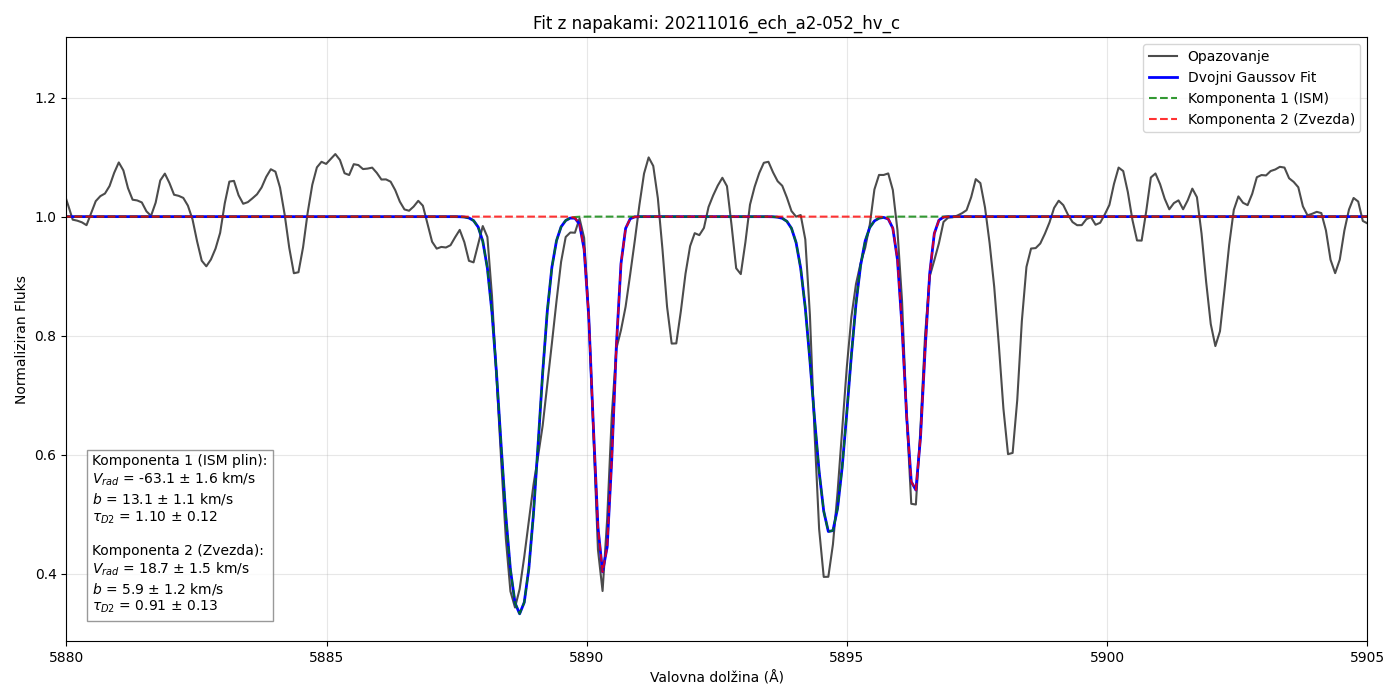 Fit z napakami: 20211016_ech_a2-052_hv_c
Normaliziran Fluks
1.2
1.0
0.8
0.6
0.4
Opazovanje
Dvojni Gaussov Fit
Komponenta 1 (ISM)
Komponenta 2 (Zvezda)
Komponenta 1 (ISM plin):
V_rad = -63.1 ± 1.6 km/s
b = 13.1 ± 1.1 km/s
τ_D2 = 1.10 ± 0.12
Komponenta 2 (Zvezda):
V_rad = 18.7 ± 1.5 km/s
b = 5.9 ± 1.2 km/s
τ_D2 = 0.91 ± 0.13
5880
5885
5890
5895
5900
5905
Valovna dolžina (Å)